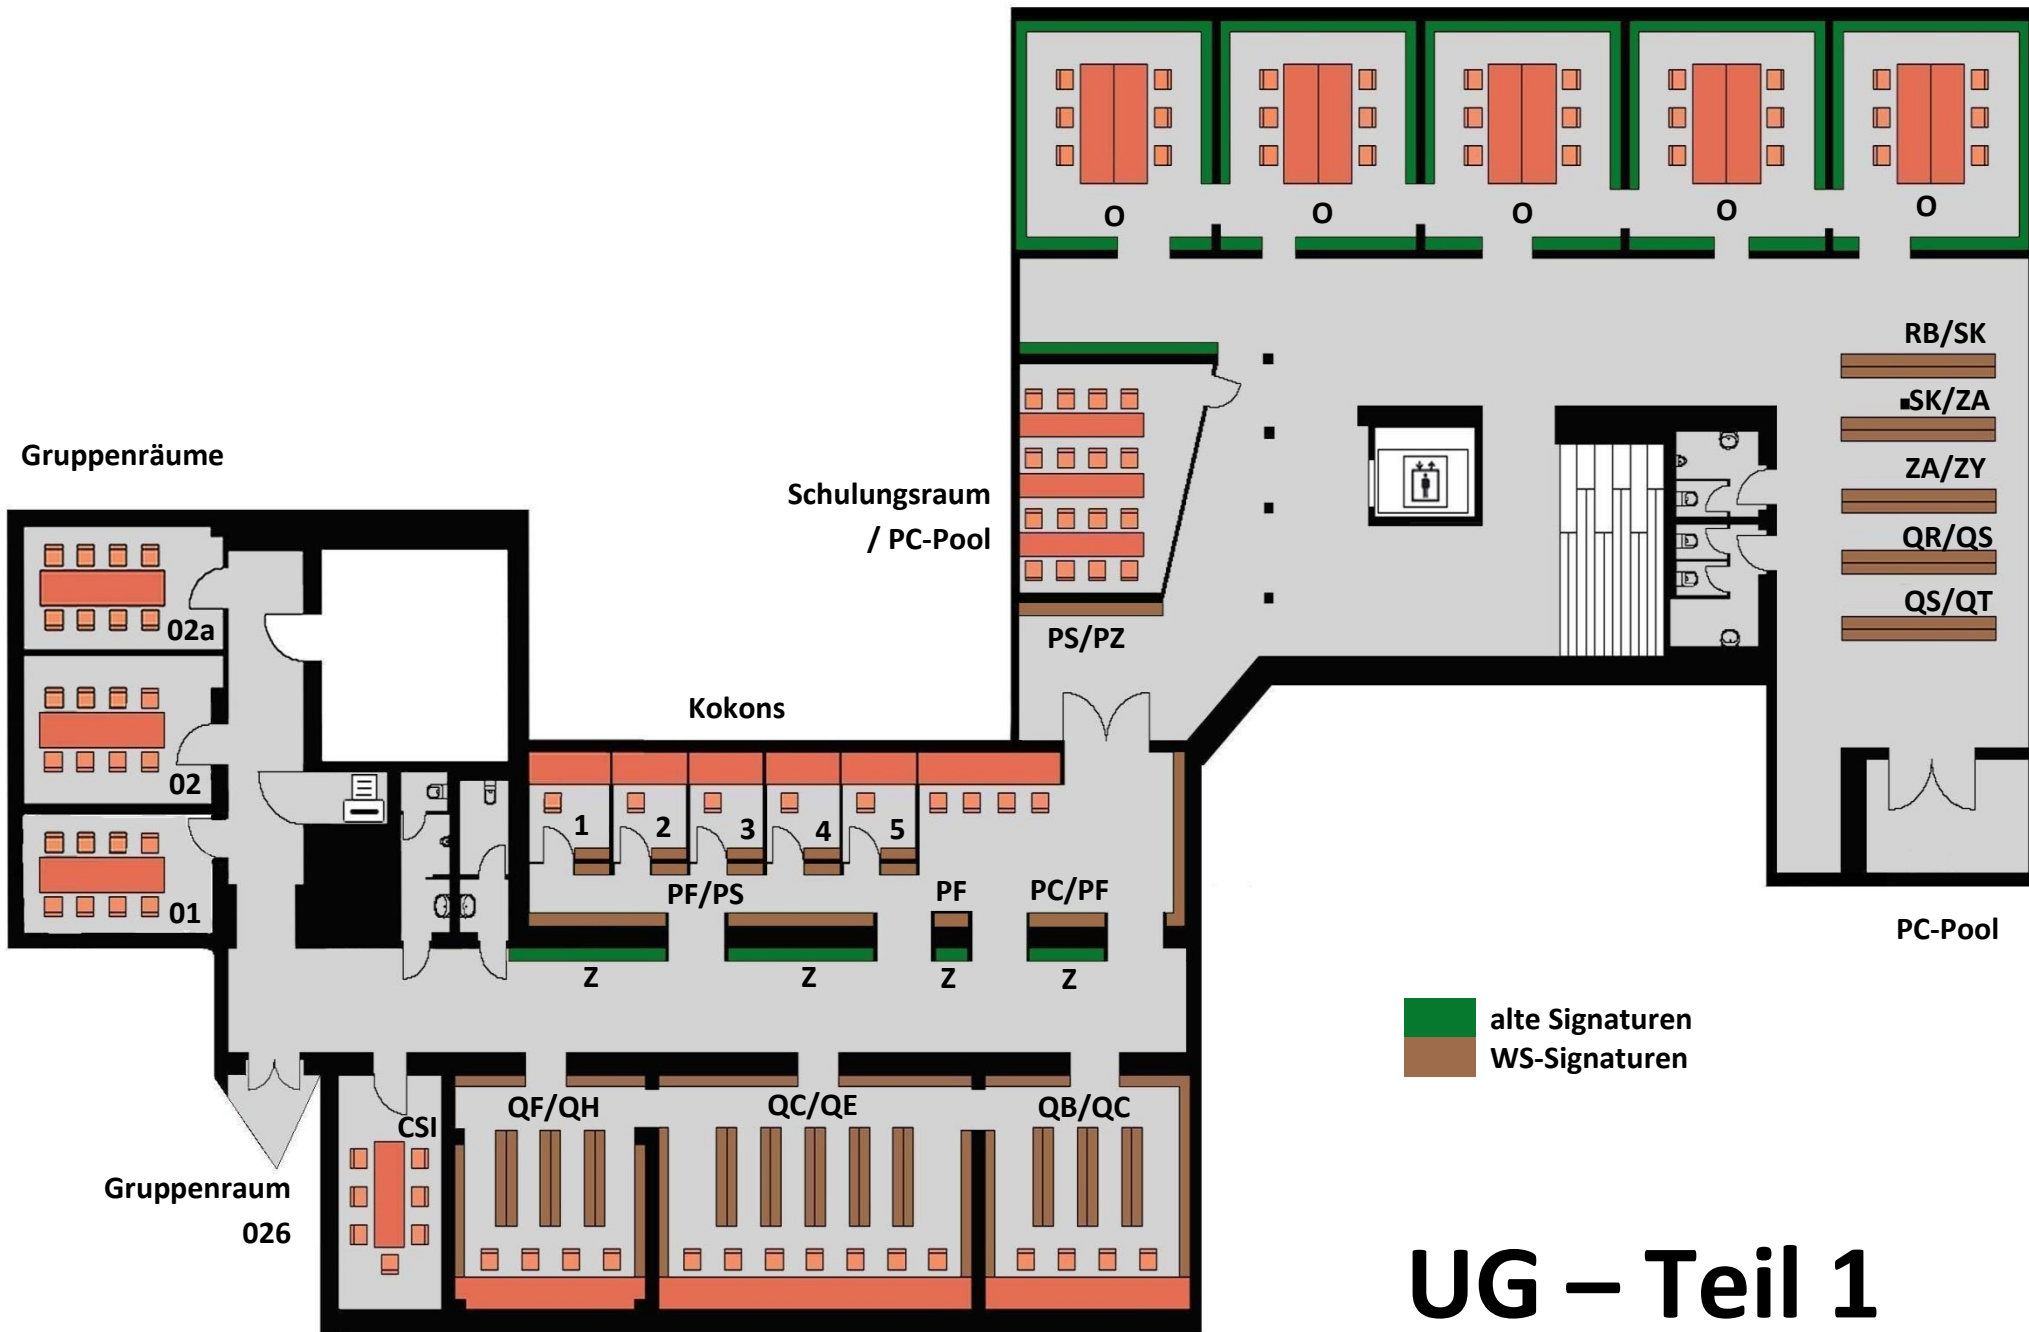 O
O
O
O
O
RB/SK
SK/ZA
ZA/ZY
QR/QS
QS/QT
Gruppenräume
Schulungsraum
/ PC-Pool
02a
PS/PZ
Kokons
02
1
2
3
4
5
01
PF/PS
PF
PC/PF
PC-Pool
Z
Z
Z
Z
alte Signaturen
WS-Signaturen
CSI
QF/QH
QC/QE
QB/QC
Gruppenraum
026
UG – Teil 1